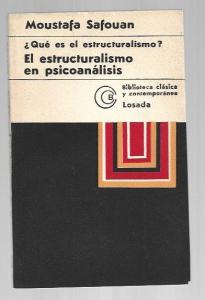 Moustafa Safouan
¿Qué es el estructuralismo?
El estructuralismo
en psicoanálisis
B
Biblioteca clásica
y contemporánea
Losada